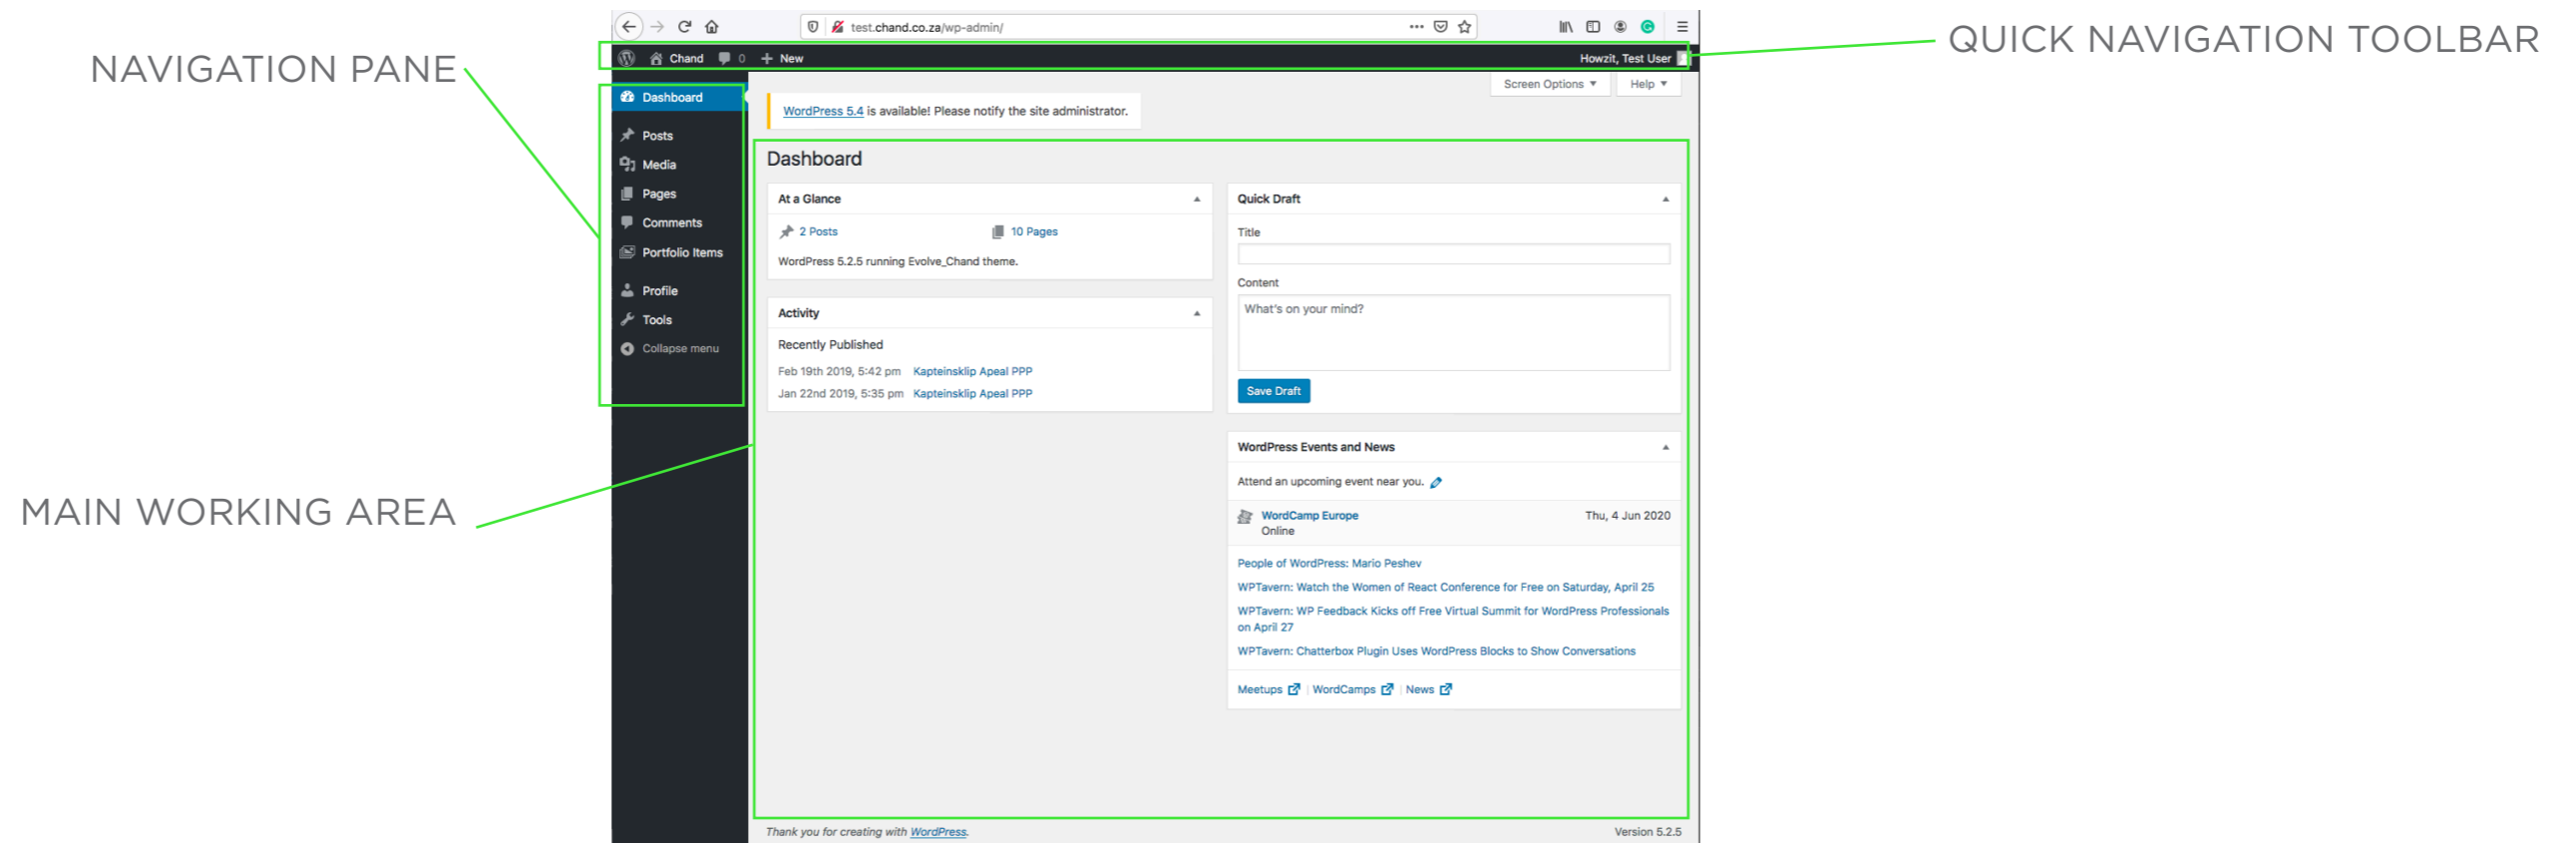 QUICK NAVIGATION TOOLBAR
NAVIGATION PANE
MAIN WORKING AREA
test.chand.co.za/wp-admin/
Chand 0 New
Howzit, Test User
Screen Options Help
WordPress 5.4 is available! Please notify the site administrator.
Dashboard
Posts
Media
Pages
Comments
Portfolio Items
Profile
Tools
Collapse menu
Dashboard
At a Glance
2 Posts 10 Pages
WordPress 5.2.5 running Evolve_Chand theme.
Activity
Recently Published
Feb 19th 2019, 5:42 pm Kapteinsklip Apeal PPP
Jan 22nd 2019, 5:35 pm Kapteinsklip Apeal PPP
Quick Draft
Title
Content
What's on your mind?
Save Draft
WordPress Events and News
Attend an upcoming event near you.
WordCamp Europe Thu, 4 Jun 2020
Online
People of WordPress: Mario Peshev
WPTavern: Watch the Women of React Conference for Free on Saturday, April 25
WPTavern: WP Feedback Kicks off Free Virtual Summit for WordPress Professionals
on April 27
WPTavern: Chatterbox Plugin Uses WordPress Blocks to Show Conversations
Meetups | WordCamps | News
Thank you for creating with WordPress.
Version 5.2.5